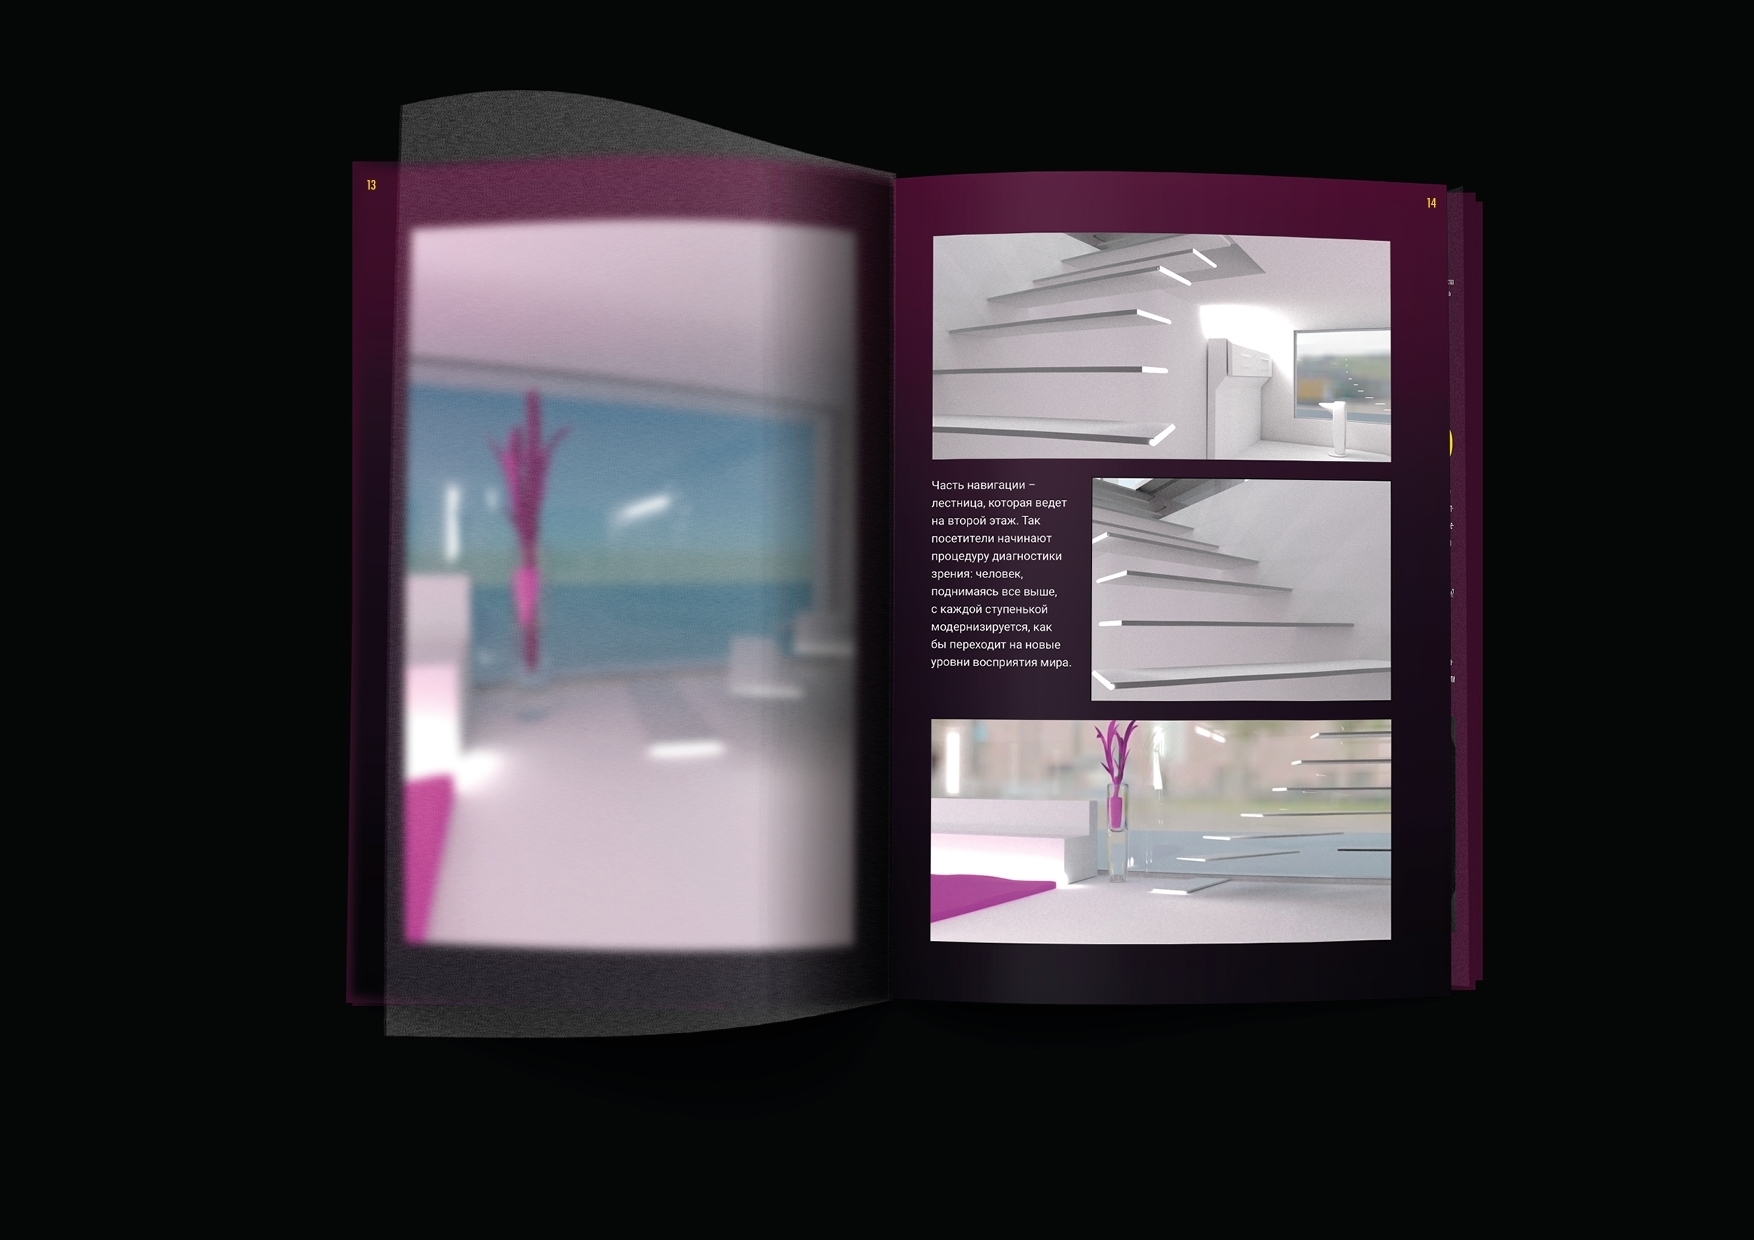 13
14
Часть навигации –
лестница, которая ведет
на второй этаж. Так
посетители начинают
процедуру диагностики
зрения: человек,
поднимаясь все выше,
с каждой ступенькой
модернизируется, как
бы переходит на новые
уровни восприятия мира.